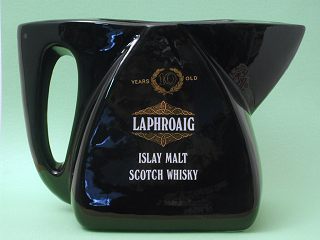 YEARS 10 OLD
LAPHROAIG
ISLAY MALT
SCOTCH WHISKY